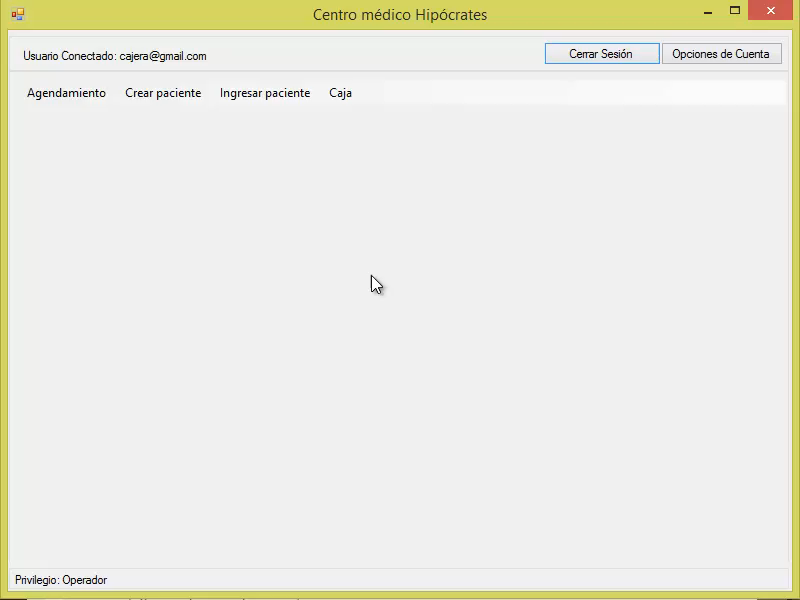 Centro médico Hipócrates
Usuario Conectado: cajera@gmail.com
Cerrar Sesión
Opciones de Cuenta
Agendamiento
Crear paciente
Ingresar paciente
Caja
Privilegio: Operador